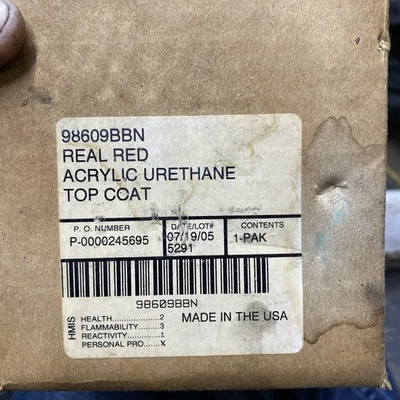 98609BBN
REAL RED
ACRYLIC URETHANE
TOP COAT
P. O. NUMBER
P-0000245695
DATE/LOT#
07/19/05
5291
CONTENTS
1-PAK
98609BBN
HMIS
HEALTH....................2
FLAMMABILITY........3
REACTIVITY..............1
PERSONAL PRO.....X
MADE IN THE USA